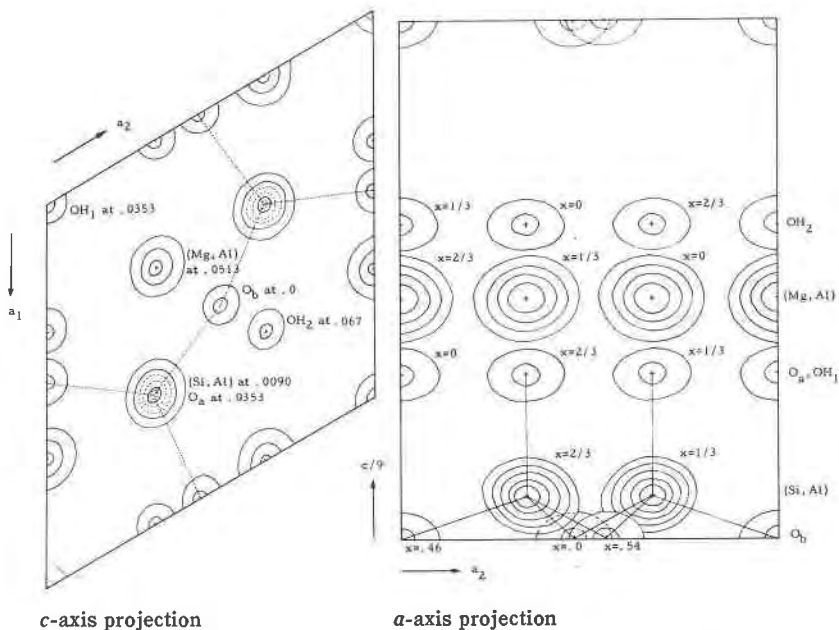 a2
OH1 at .0353
(Mg, Al)
at .0513
Ob at .0
OH2 at .067
a1
(Si, Al) at .0090
Oa at .0353
c-axis projection
x=1/3
x=0
x=2/3
OH2
x=2/3
x=1/3
x=0
(Mg, Al)
x=0
x=2/3
x=1/3
Oa, OH1
x=2/3
x=1/3
(Si, Al)
c/9
Ob
x=.46
x=.0
x=.54
a2
a-axis projection